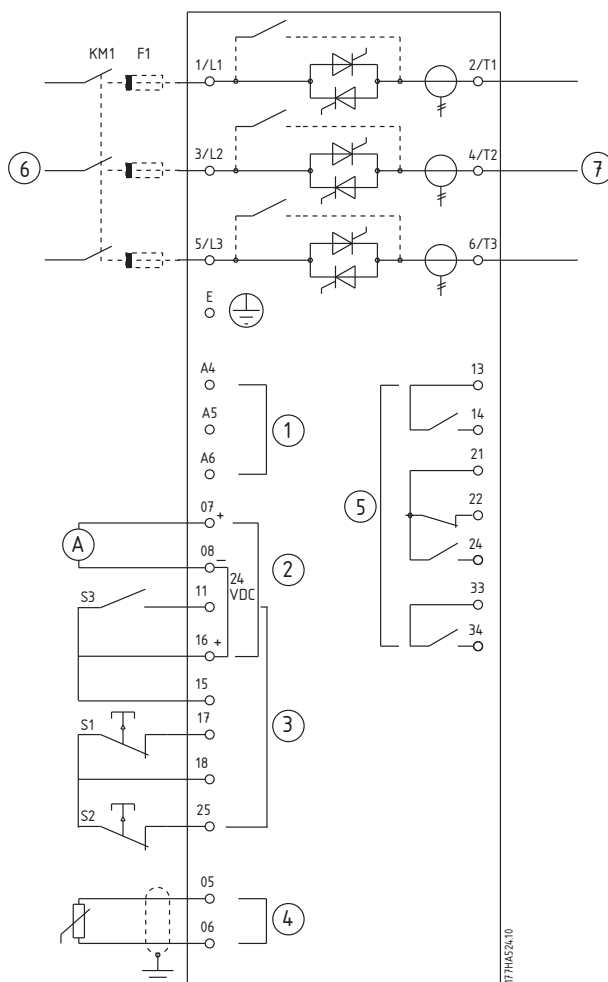 KM1 F1 1/L1 2/T1
6 3/L2 4/T2 7
5/L3 6/T3
E
A4 13
A5 1 14
A6 21
07 + 5 22
A 08 – 2 24
24 VDC
S3 11 33
16 + 34
15
S1 17 3
18
S2 25
05
06 4
177HA524.10